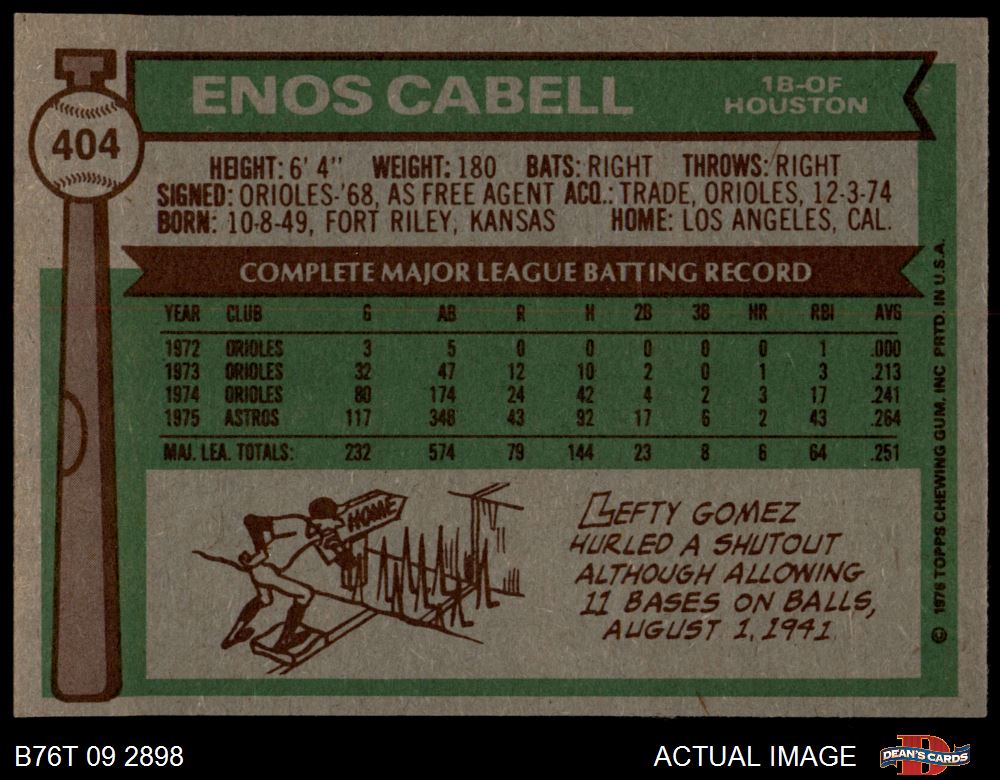 ENOS CABELL
1B-OF
HOUSTON
404
HEIGHT: 6' 4" WEIGHT: 180 BATS: RIGHT THROWS: RIGHT
SIGNED: ORIOLES-'68, AS FREE AGENT ACQ.: TRADE, ORIOLES, 12-3-74
BORN: 10-8-49, FORT RILEY, KANSAS HOME: LOS ANGELES, CAL.
COMPLETE MAJOR LEAGUE BATTING RECORD
YEAR CLUB G AB R H 2B 3B HR RBI AVG
1972 ORIOLES 3 5 0 0 0 0 0 1 .000
1973 ORIOLES 32 47 12 10 2 0 1 3 .213
1974 ORIOLES 80 174 24 42 4 2 3 17 .241
1975 ASTROS 117 348 43 92 17 6 2 43 .264
MAJ. LEA. TOTALS: 232 574 79 144 23 8 6 64 .251
HOME
LEFTY GOMEZ
HURLED A SHUTOUT
ALTHOUGH ALLOWING
11 BASES ON BALLS,
AUGUST 1, 1941
© 1976 TOPPS CHEWING GUM, INC PRTD. IN U.S.A.
B76T 09 2898
ACTUAL IMAGE
DEAN'S CARDS